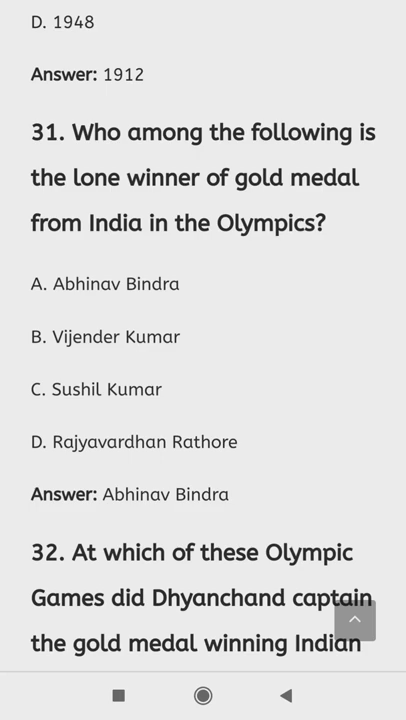 D. 1948
Answer: 1912
31. Who among the following is
the lone winner of gold medal
from India in the Olympics?
A. Abhinav Bindra
B. Vijender Kumar
C. Sushil Kumar
D. Rajyavardhan Rathore
Answer: Abhinav Bindra
32. At which of these Olympic
Games did Dhyanchand captain
the gold medal winning Indian